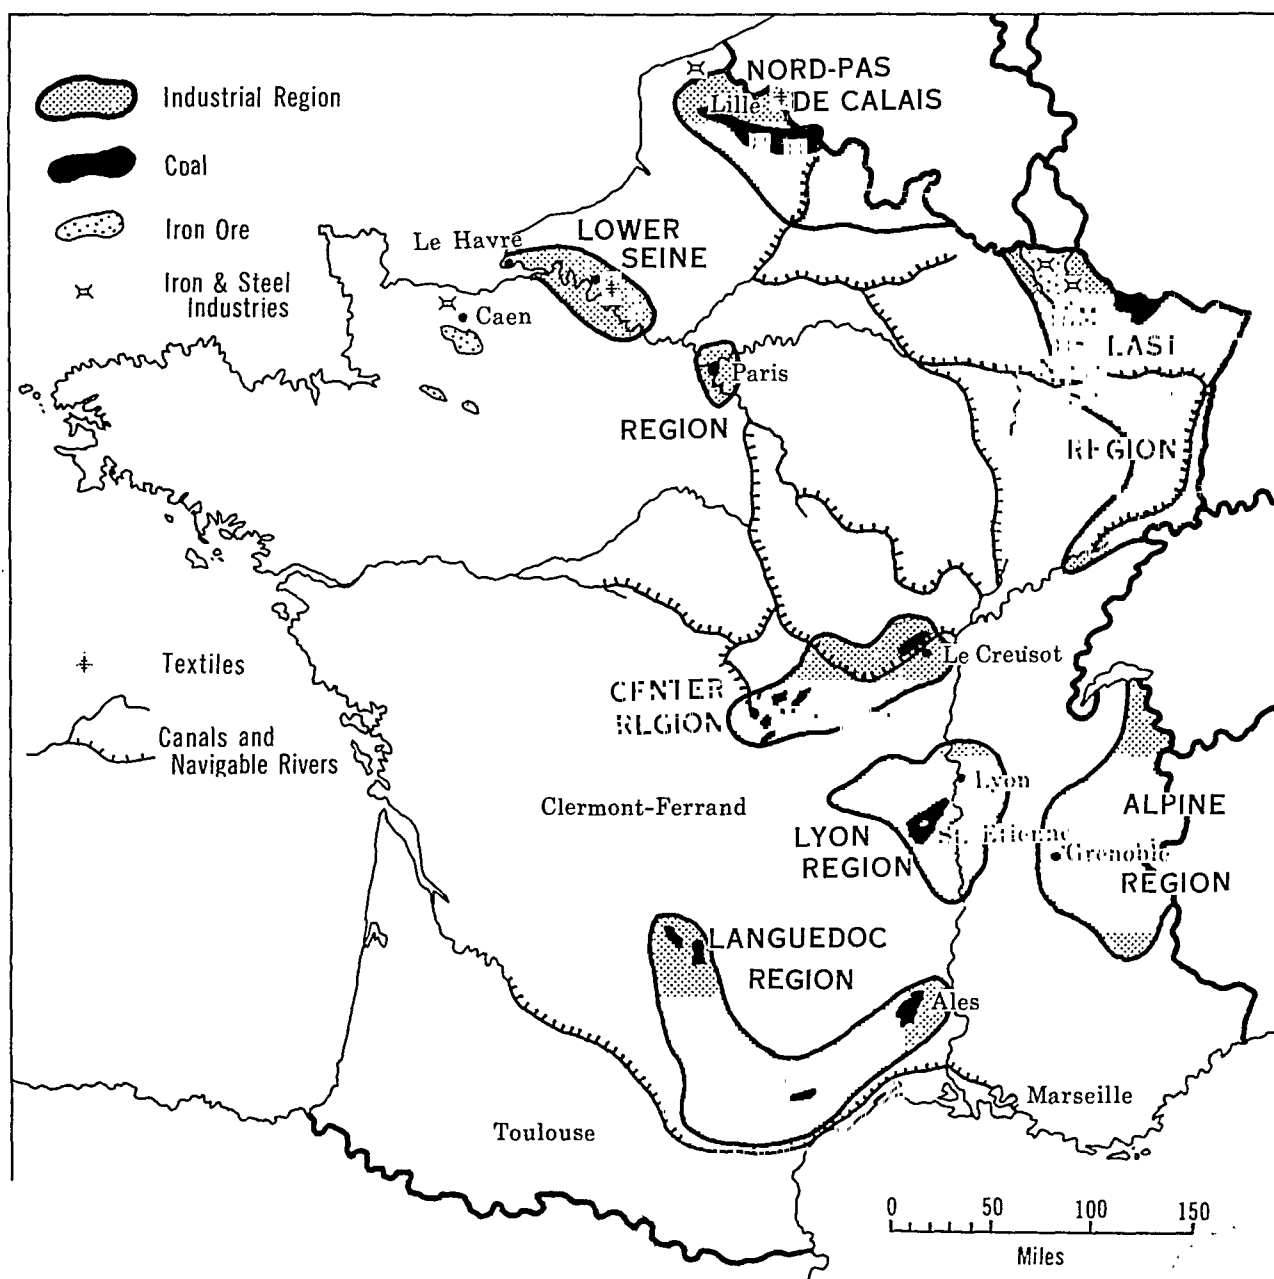 Industrial Region
Coal
Iron Ore
Iron & Steel
Industries
Textiles
Canals and
Navigable Rivers
NORD-PAS
DE CALAIS
Lille
LOWER
SEINE
Le Havre
Caen
Paris
REGION
REGION
CENTER
REGION
Le Creusot
Clermont-Ferrand
LYON
REGION
Lyon
St. Etienne
ALPINE
REGION
Grenoble
LANGUEDOC
REGION
Ales
Marseille
Toulouse
0 50 100 150
Miles